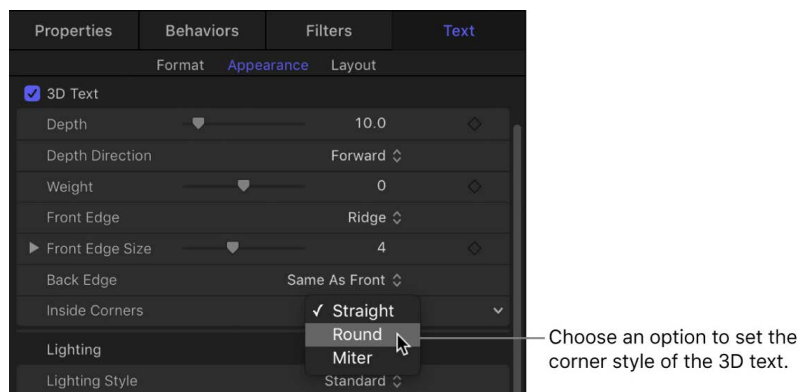 Properties Behaviors Filters Text
Format Appearance Layout
3D Text
Depth 10.0
Depth Direction Forward
Weight 0
Front Edge Ridge
Front Edge Size 4
Back Edge Same As Front
Inside Corners ✓ Straight
Round
Miter
Choose an option to set the
corner style of the 3D text.
Lighting
Lighting Style Standard